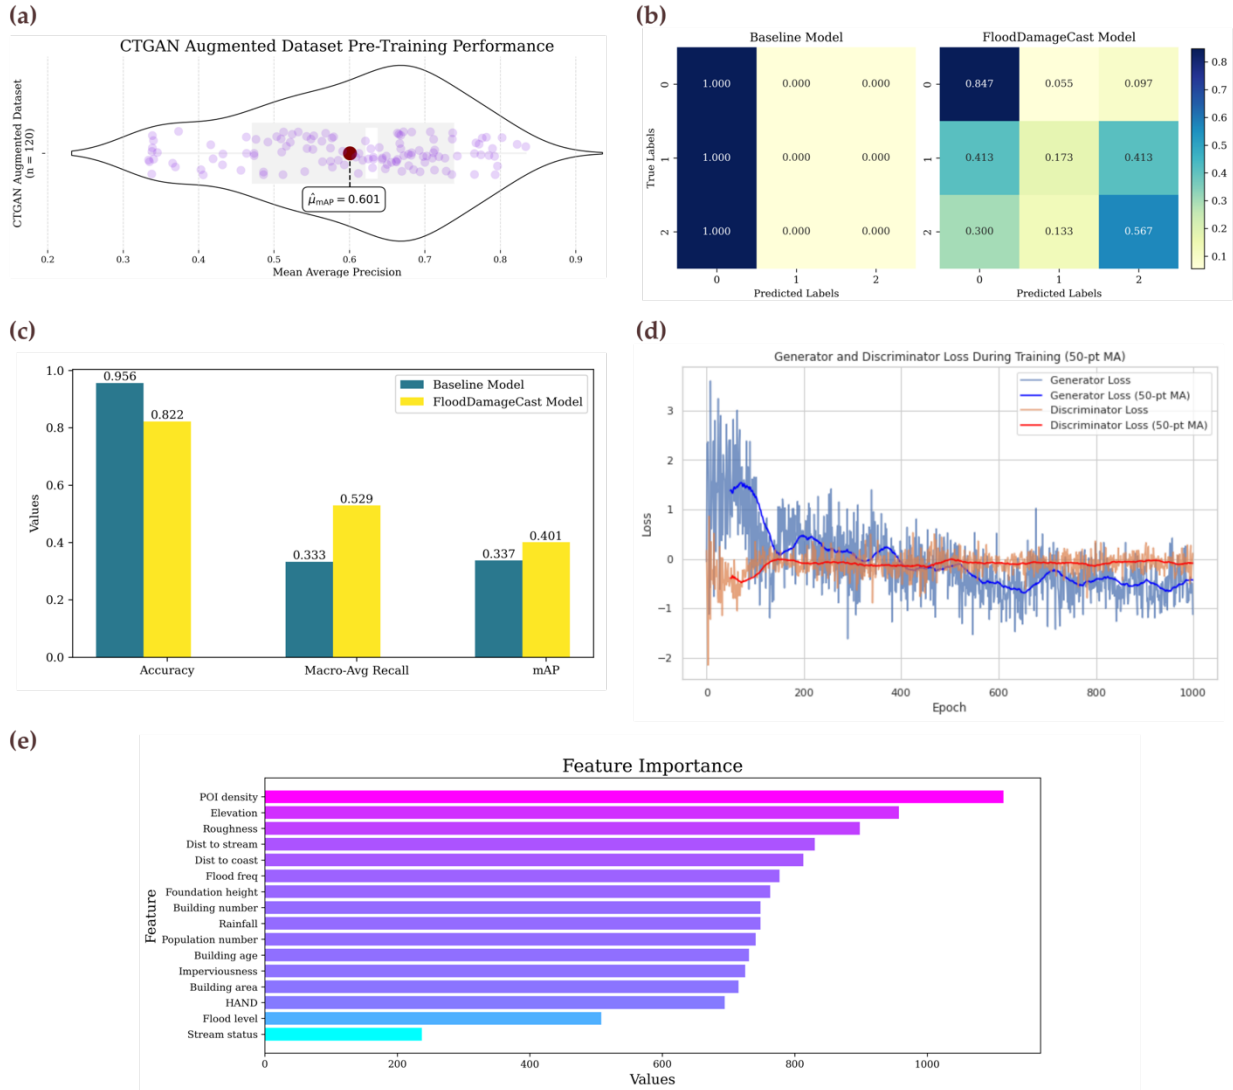 (a)
CTGAN Augmented Dataset Pre-Training Performance
CTGAN Augmented Dataset
(n = 120)
μ̂mAP = 0.601
0.2 0.3 0.4 0.5 0.6 0.7 0.8 0.9
Mean Average Precision
(b)
Baseline Model
FloodDamageCast Model
True Labels
0
1.000 0.000 0.000
1
1.000 0.000 0.000
2
1.000 0.000 0.000
0 1 2
Predicted Labels
0.847 0.055 0.097
0.413 0.173 0.413
0.300 0.133 0.567
0 1 2
Predicted Labels
0.8
0.7
0.6
0.5
0.4
0.3
0.2
0.1
(c)
Baseline Model
FloodDamageCast Model
Values
1.0
0.8
0.6
0.4
0.2
0.0
0.956
0.822
0.333
0.529
0.337
0.401
Accuracy Macro-Avg Recall mAP
(d)
Generator and Discriminator Loss During Training (50-pt MA)
Generator Loss
Generator Loss (50-pt MA)
Discriminator Loss
Discriminator Loss (50-pt MA)
Loss
3
2
1
0
−1
−2
0 200 400 600 800 1000
Epoch
(e)
Feature Importance
Feature
POI density
Elevation
Roughness
Dist to stream
Dist to coast
Flood freq
Foundation height
Building number
Rainfall
Population number
Building age
Imperviousness
Building area
HAND
Flood level
Stream status
0 200 400 600 800 1000
Values